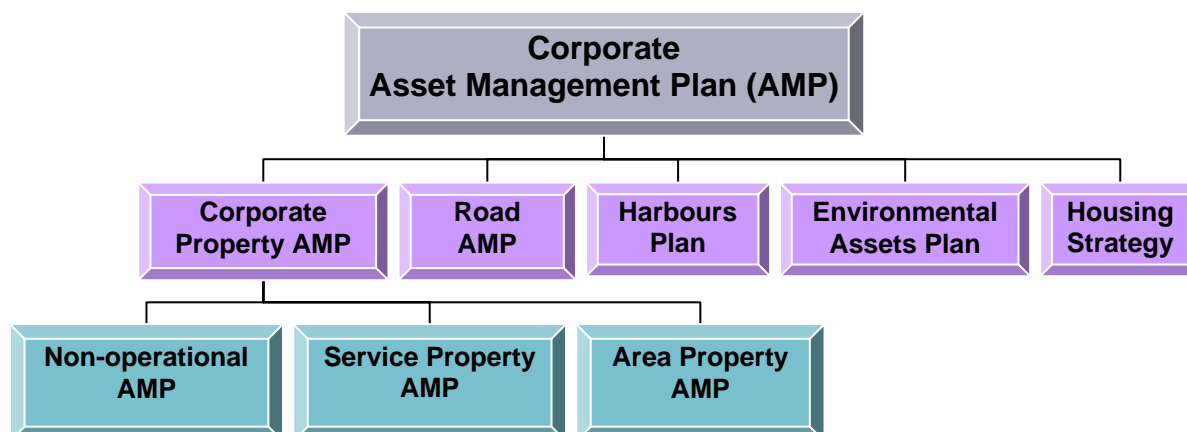 Corporate
Asset Management Plan (AMP)
Corporate
Property AMP
Road
AMP
Harbours
Plan
Environmental
Assets Plan
Housing
Strategy
Non-operational
AMP
Service Property
AMP
Area Property
AMP